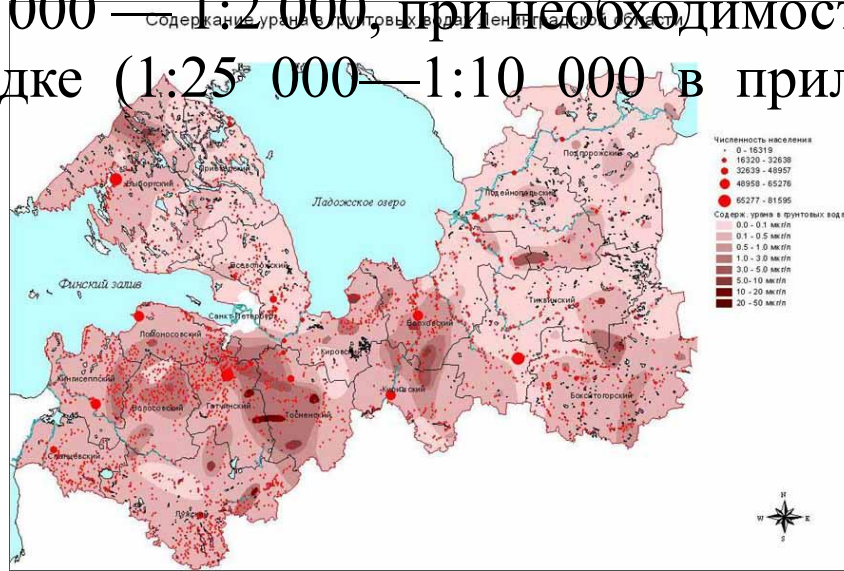 000 — 1:2 000, при необходимост
Содержание урана в грунтовых водах Ленинградской области
дке (1:25 000—1:10 000 в прил
Численность населения
0 - 16319
16320 - 32638
32639 - 48957
48958 - 65276
65277 - 81595
Содерж. урана в грунтовых воде
0.0 - 0.1 мкг/л
0.1 - 0.5 мкг/л
0.5 - 1.0 мкг/л
1.0 - 3.0 мкг/л
3.0 - 5.0 мкг/л
5.0 - 10 мкг/л
10 - 20 мкг/л
20 - 50 мкг/л
Подпорожский
Приозерский
Выборгский
Лодейнопольский
Ладожское озеро
Всеволожский
Финский залив
Тихвинский
Санкт-Петербург
Волховский
Ломоносовский
Кировский
Кингисеппский
Киришский
Бокситогорский
Волосовский
Гатчинский
Тосненский
Сланцевский
Лужский
N
W
E
S